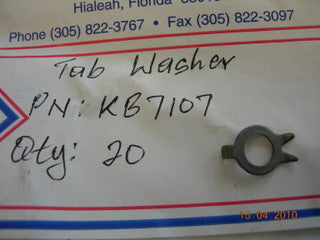 Hialeah, Florida
Phone (305) 822-3767 • Fax (305) 822-3097
Tab Washer
PN: KB7107
Qty: 20
15 04 2010